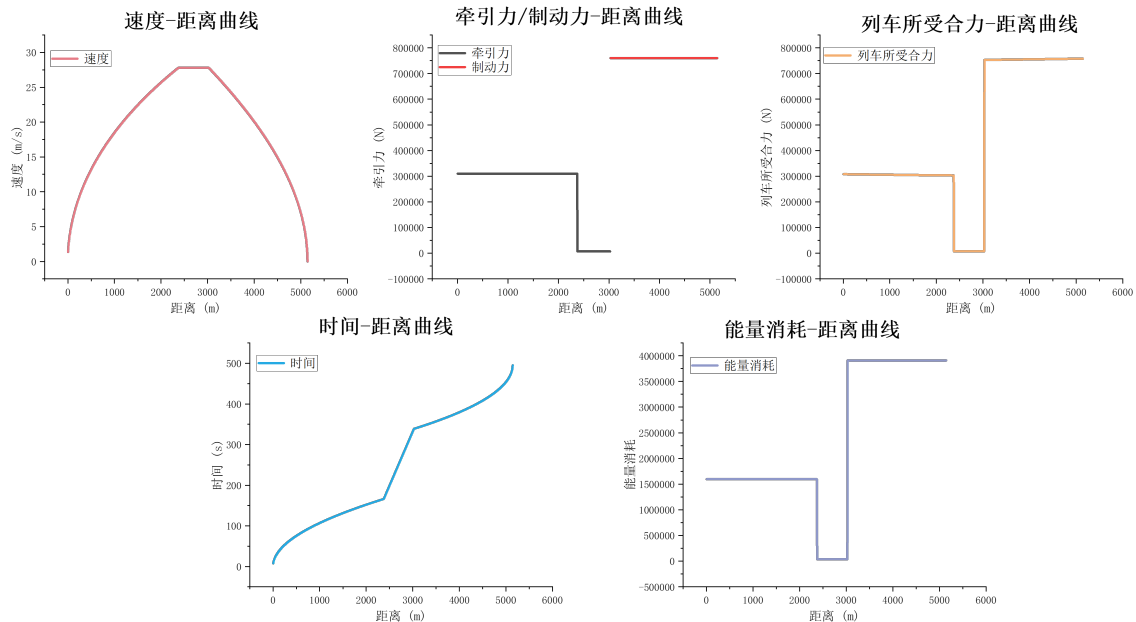 速度-距离曲线
速度
30
25
20
15
10
5
0
速度 (m/s)
0 1000 2000 3000 4000 5000 6000
距离 (m)
牵引力/制动力-距离曲线
牵引力
制动力
800000
700000
600000
500000
400000
300000
200000
100000
0
-100000
牵引力 (N)
0 1000 2000 3000 4000 5000
距离 (m)
列车所受合力-距离曲线
列车所受合力
800000
700000
600000
500000
400000
300000
200000
100000
0
-100000
列车所受合力 (N)
0 1000 2000 3000 4000 5000 6000
距离 (m)
时间-距离曲线
时间
500
400
300
200
100
0
时间 (s)
0 1000 2000 3000 4000 5000 6000
距离 (m)
能量消耗-距离曲线
能量消耗
4000000
3500000
3000000
2500000
2000000
1500000
1000000
500000
0
-500000
能量消耗
0 1000 2000 3000 4000 5000 6000
距离 (m)